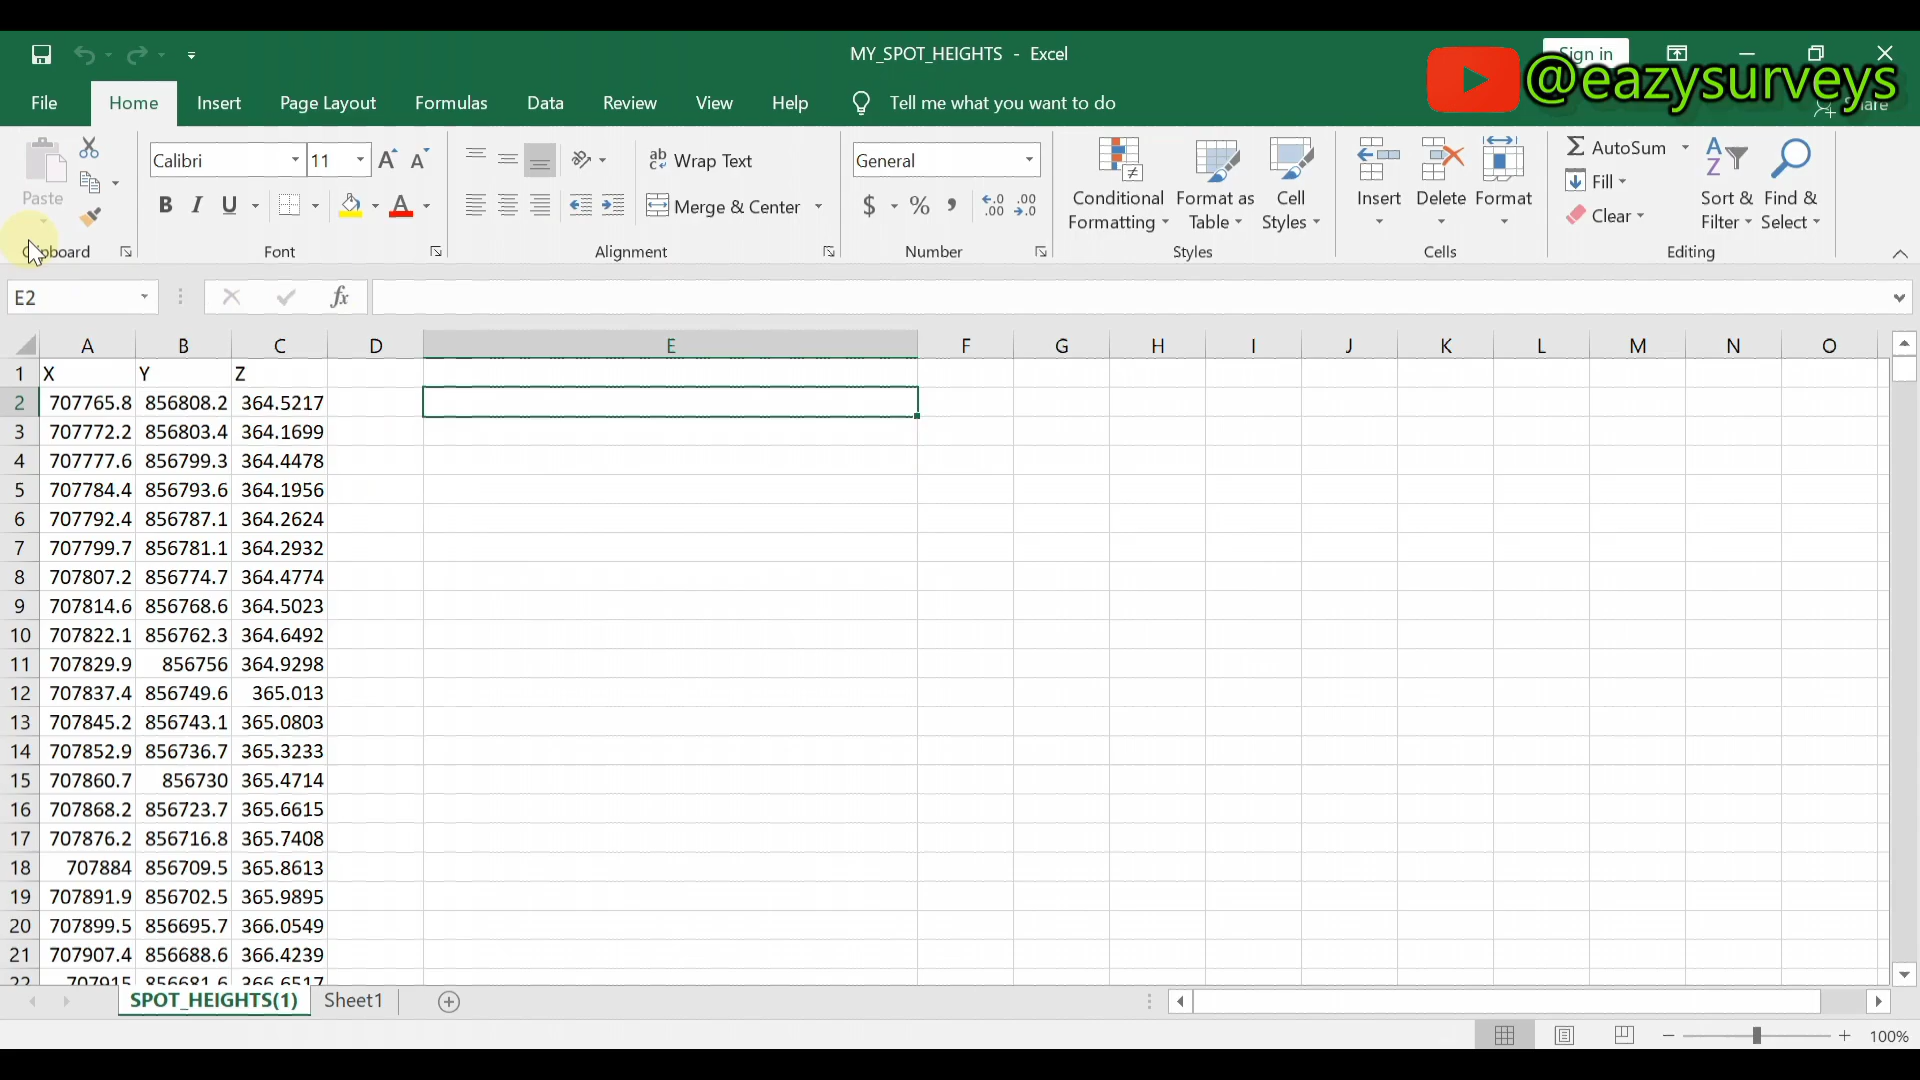 MY_SPOT_HEIGHTS - Excel
Sign in
@eazysurveys
File Home Insert Page Layout Formulas Data Review View Help Tell me what you want to do
Paste
Calibri 11
Wrap Text
General
Conditional Formatting
Format as Table
Cell Styles
Insert Delete Format
AutoSum
Fill
Clear
Sort & Filter
Find & Select
B I U
Merge & Center
$ % ,
Font Alignment Number Styles Cells Editing
E2 fx
A B C D E F G H I J K L M N O
1 X Y Z
2 707765.8 856808.2 364.5217
3 707772.2 856803.4 364.1699
4 707777.6 856799.3 364.4478
5 707784.4 856793.6 364.1956
6 707792.4 856787.1 364.2624
7 707799.7 856781.1 364.2932
8 707807.2 856774.7 364.4774
9 707814.6 856768.6 364.5023
10 707822.1 856762.3 364.6492
11 707829.9 856756 364.9298
12 707837.4 856749.6 365.013
13 707845.2 856743.1 365.0803
14 707852.9 856736.7 365.3233
15 707860.7 856730 365.4714
16 707868.2 856723.7 365.6615
17 707876.2 856716.8 365.7408
18 707884 856709.5 365.8613
19 707891.9 856702.5 365.9895
20 707899.5 856695.7 366.0549
21 707907.4 856688.6 366.4239
22 707915 856681.6 366.6517
SPOT_HEIGHTS(1) Sheet1
100%